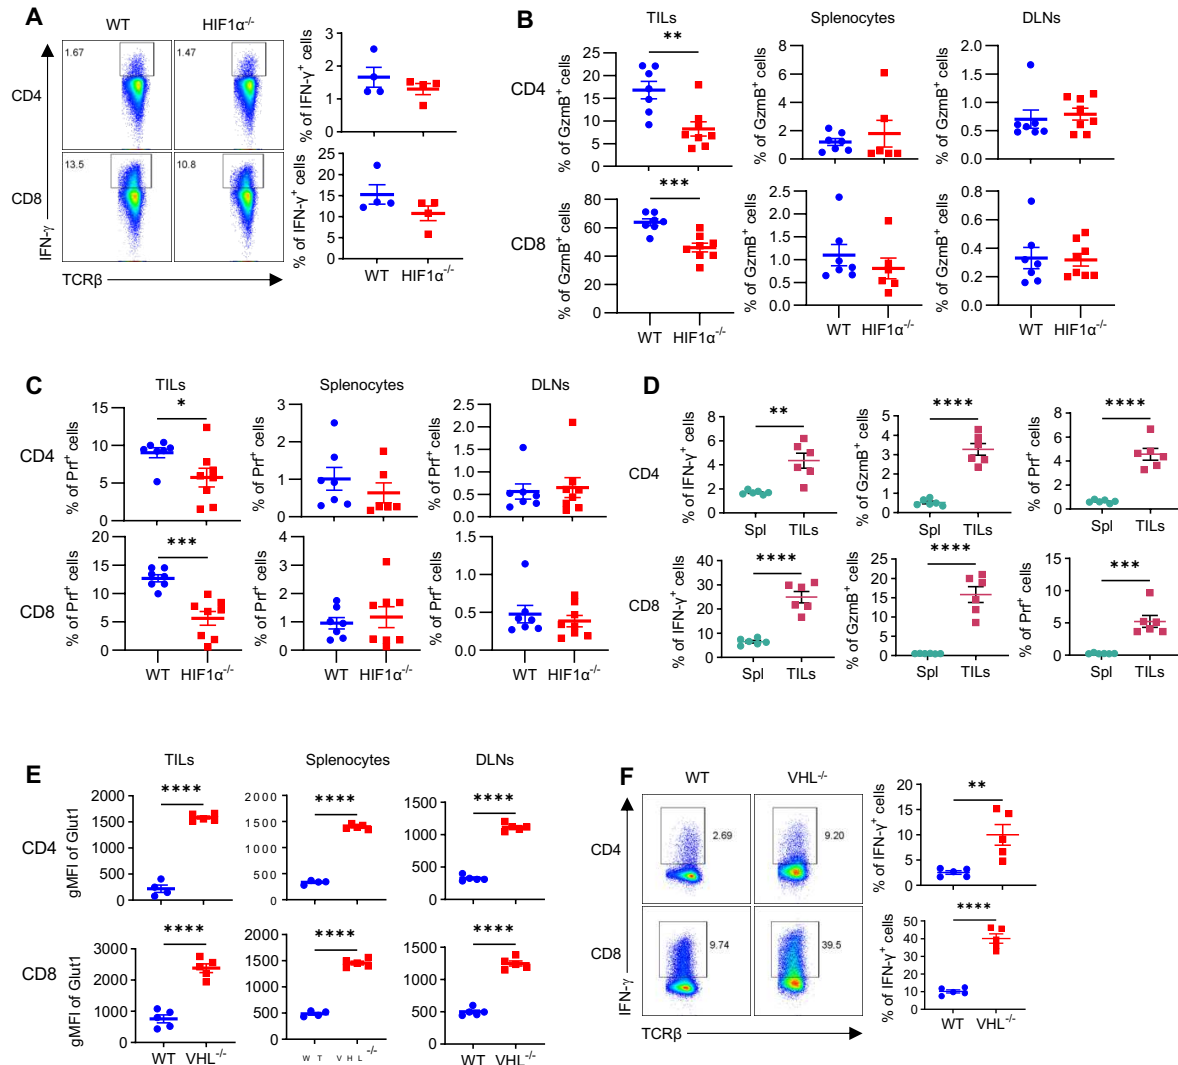 A
WT
HIF1α-/-
1.67
1.47
CD4
13.5
10.8
CD8
IFN-γ
TCRβ
% of IFN-γ+ cells
3
2
1
0
% of IFN-γ+ cells
20
15
10
5
0
WT
HIF1α-/-
B
TILs
Splenocytes
DLNs
CD4
% of GzmB+ cells
25
20
15
10
5
0
**
% of GzmB+ cells
8
6
4
2
0
% of GzmB+ cells
2.0
1.5
1.0
0.5
0.0
CD8
% of GzmB+ cells
80
60
40
20
0
***
WT
HIF1α-/-
% of GzmB+ cells
2.5
2.0
1.5
1.0
0.5
0.0
WT
HIF1α-/-
% of GzmB+ cells
0.8
0.6
0.4
0.2
0.0
WT
HIF1α-/-
C
TILs
Splenocytes
DLNs
CD4
% of Prf+ cells
15
10
5
0
*
% of Prf+ cells
3
2
1
0
% of Prf+ cells
2.5
2.0
1.5
1.0
0.5
0.0
CD8
% of Prf+ cells
20
15
10
5
0
***
WT
HIF1α-/-
% of Prf+ cells
4
3
2
1
0
WT
HIF1α-/-
% of Prf+ cells
1.5
1.0
0.5
0.0
WT
HIF1α-/-
D
CD4
% of IFN-γ+ cells
8
6
4
2
0
**
Spl
TILs
% of GzmB+ cells
5
4
3
2
1
0
****
Spl
TILs
% of Prf+ cells
8
6
4
2
0
****
Spl
TILs
CD8
% of IFN-γ+ cells
40
30
20
10
0
****
Spl
TILs
% of GzmB+ cells
25
20
15
10
5
0
****
Spl
TILs
% of Prf+ cells
15
10
5
0
***
Spl
TILs
E
TILs
Splenocytes
DLNs
CD4
gMFI of Glut1
2000
1500
1000
500
0
****
2000
1500
1000
500
0
****
1500
1000
500
0
****
CD8
gMFI of Glut1
3000
2000
1000
0
****
WT
VHL-/-
2000
1500
1000
500
0
****
WT
VHL-/-
1500
1000
500
0
****
WT
VHL-/-
F
WT
VHL-/-
CD4
2.69
9.20
CD8
9.74
39.5
IFN-γ
TCRβ
% of IFN-γ+ cells
20
15
10
5
0
**
% of IFN-γ+ cells
50
40
30
20
10
0
****
WT
VHL-/-